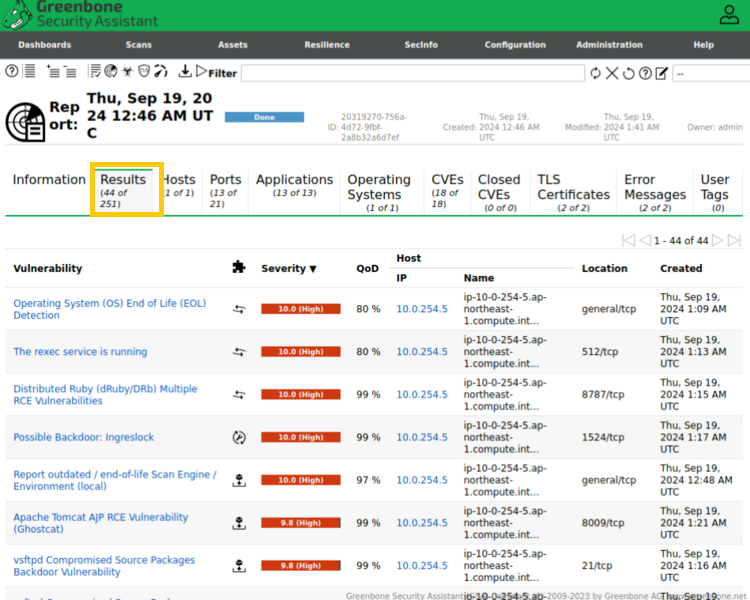 Greenbone
Security Assistant
Dashboards Scans Assets Resilience SecInfo Configuration Administration Help
Filter --
Report: Thu, Sep 19, 2024 12:46 AM UTC Done ID: 20319270-756a-4d72-9fbf-2a8b32a6d7ef Created: Thu, Sep 19, 2024 12:46 AM UTC Modified: Thu, Sep 19, 2024 1:41 AM UTC Owner: admin
Information Results (44 of 251) Hosts (1 of 1) Ports (13 of 21) Applications (13 of 13) Operating Systems (1 of 1) CVEs (18 of 18) Closed CVEs (0 of 0) TLS Certificates (2 of 2) Error Messages (2 of 2) User Tags (0)
1 - 44 of 44
Vulnerability Severity ▼ QoD Host IP Name Location Created
Operating System (OS) End of Life (EOL) Detection 10.0 (High) 80 % 10.0.254.5 ip-10-0-254-5.ap-northeast-1.compute.int... general/tcp Thu, Sep 19, 2024 1:09 AM UTC
The rexec service is running 10.0 (High) 80 % 10.0.254.5 ip-10-0-254-5.ap-northeast-1.compute.int... 512/tcp Thu, Sep 19, 2024 1:13 AM UTC
Distributed Ruby (dRuby/DRb) Multiple RCE Vulnerabilities 10.0 (High) 99 % 10.0.254.5 ip-10-0-254-5.ap-northeast-1.compute.int... 8787/tcp Thu, Sep 19, 2024 1:15 AM UTC
Possible Backdoor: Ingreslock 10.0 (High) 99 % 10.0.254.5 ip-10-0-254-5.ap-northeast-1.compute.int... 1524/tcp Thu, Sep 19, 2024 1:17 AM UTC
Report outdated / end-of-life Scan Engine / Environment (local) 10.0 (High) 97 % 10.0.254.5 ip-10-0-254-5.ap-northeast-1.compute.int... general/tcp Thu, Sep 19, 2024 12:48 AM UTC
Apache Tomcat AJP RCE Vulnerability (Ghostcat) 9.8 (High) 99 % 10.0.254.5 ip-10-0-254-5.ap-northeast-1.compute.int... 8009/tcp Thu, Sep 19, 2024 1:21 AM UTC
vsftpd Compromised Source Packages Backdoor Vulnerability 9.8 (High) 99 % 10.0.254.5 ip-10-0-254-5.ap-northeast-1.compute.int... 21/tcp Thu, Sep 19, 2024 1:16 AM UTC
Greenbone Security Assistant 2009-2023 by Greenbone AG